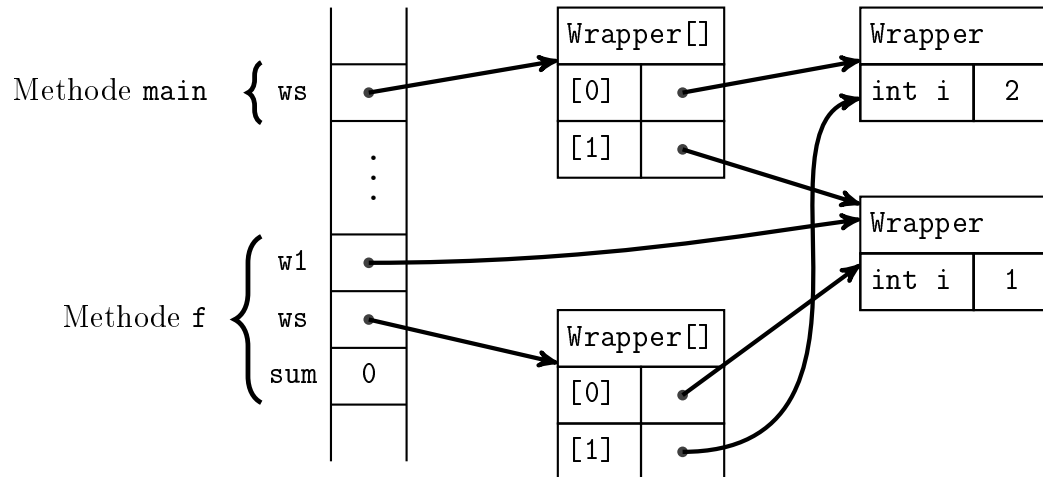 Wrapper[]
Wrapper
Methode main
ws
[0]
int i
2
[1]
Wrapper
w1
int i
1
Methode f
ws
Wrapper[]
sum
0
[0]
[1]